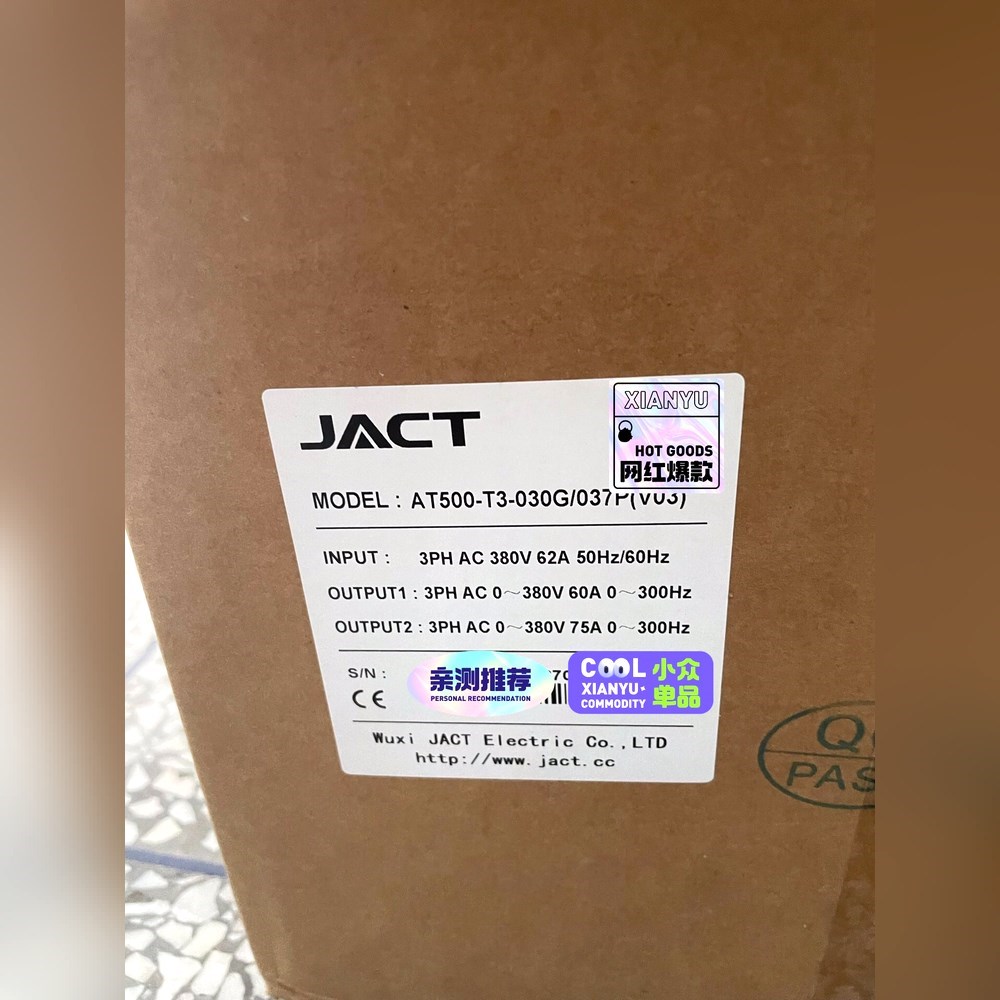 JACT
XIANYU
HOT GOODS
网红爆款
MODEL : AT500-T3-030G/037P(V03)
INPUT : 3PH AC 380V 62A 50Hz/60Hz
OUTPUT1 : 3PH AC 0～380V 60A 0～300Hz
OUTPUT2 : 3PH AC 0～380V 75A 0～300Hz
S/N :
亲测推荐
PERSONAL RECOMMENDATION
COOL 小众
XIANYU· 单品
COMMODITY
CE
Wuxi JACT Electric Co.,LTD
http://www.jact.cc
PAS